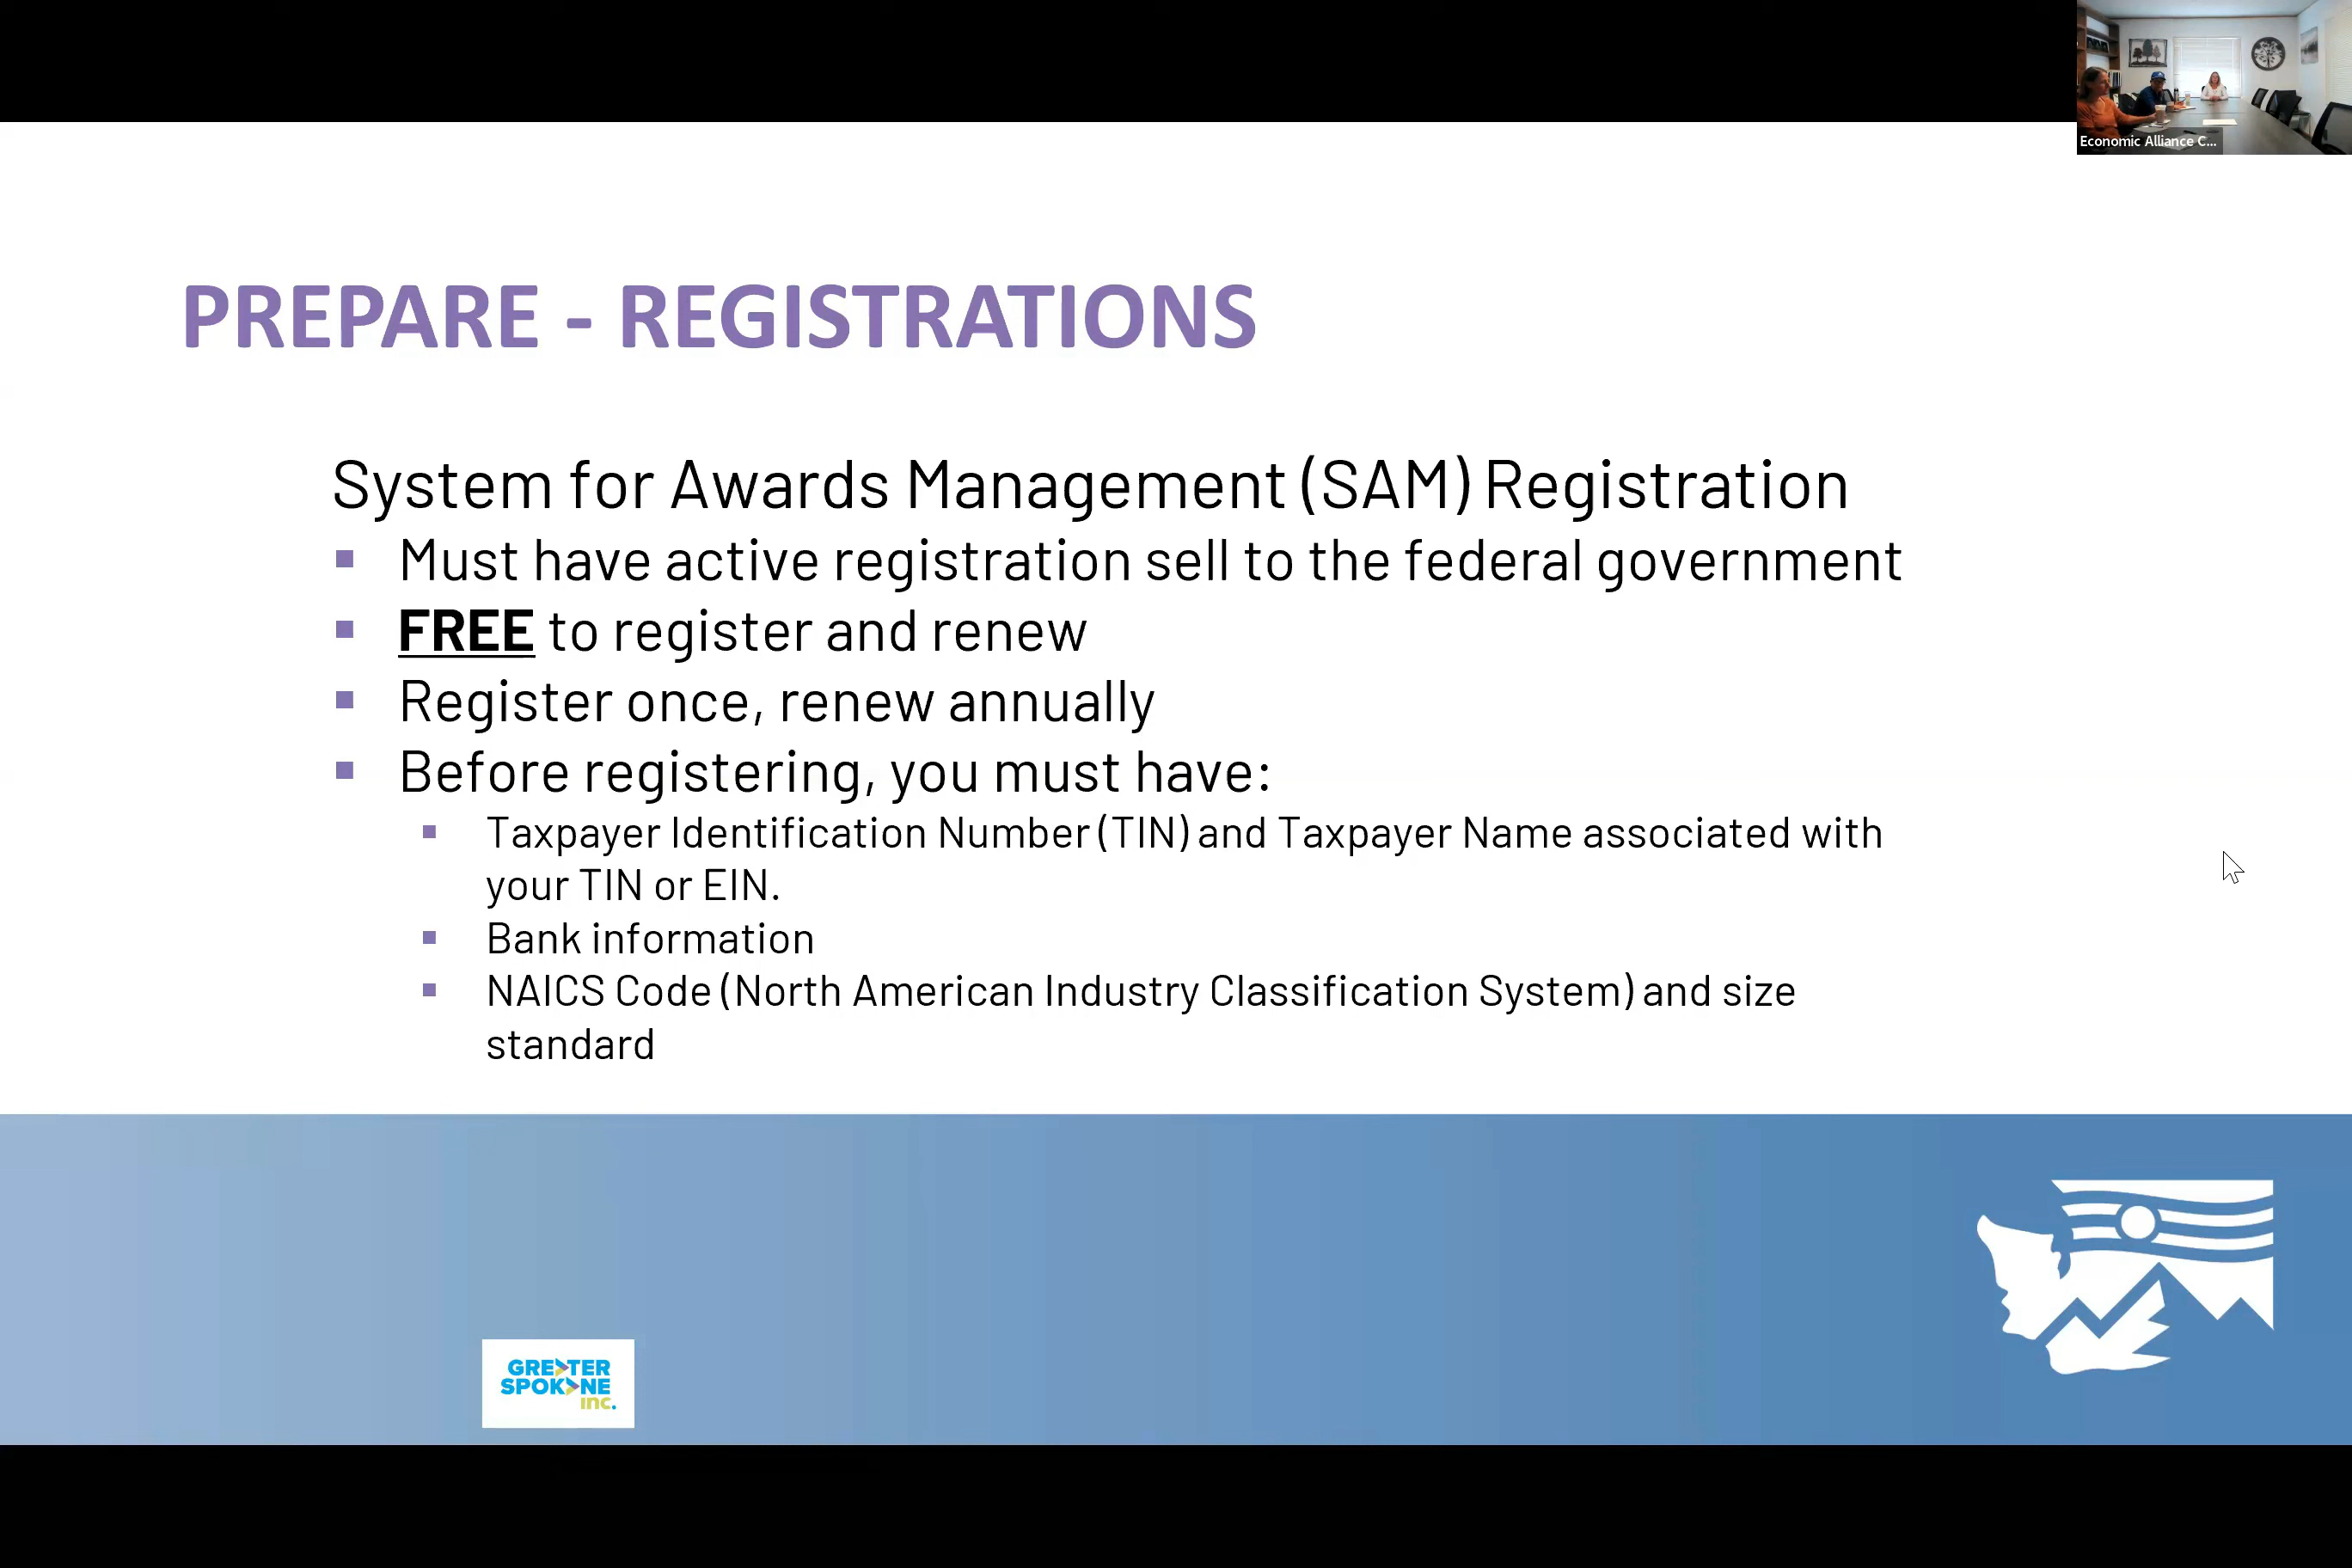 Economic Alliance C...
PREPARE - REGISTRATIONS
System for Awards Management (SAM) Registration
Must have active registration sell to the federal government
FREE to register and renew
Register once, renew annually
Before registering, you must have:
Taxpayer Identification Number (TIN) and Taxpayer Name associated with
your TIN or EIN.
Bank information
NAICS Code (North American Industry Classification System) and size
standard
GREATER
SPOKANE
inc.